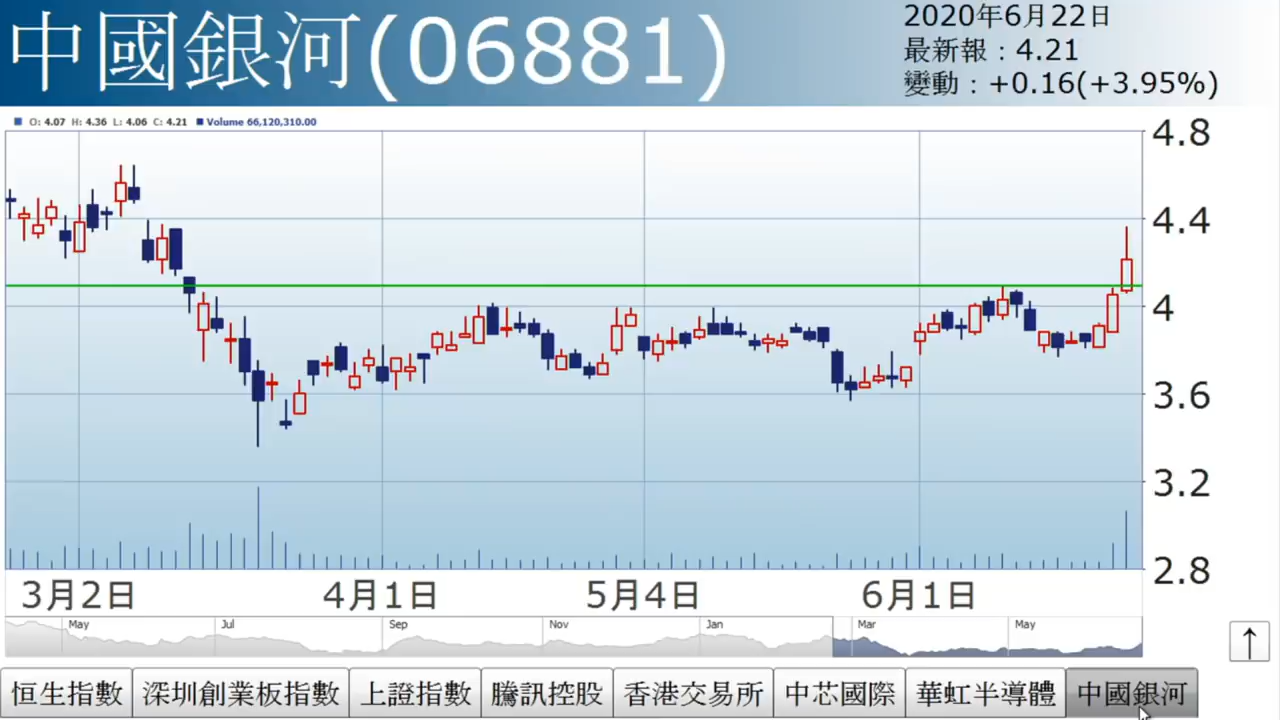 中國銀河(06881)
2020年6月22日
最新報：4.21
變動：+0.16(+3.95%)
O: 4.07 H: 4.36 L: 4.06 C: 4.21 Volume 66,120,310.00
4.8
4.4
4
3.6
3.2
2.8
3月2日 4月1日 5月4日 6月1日
May Jul Sep Nov Jan Mar May
↑
恒生指數 深圳創業板指數 上證指數 騰訊控股 香港交易所 中芯國際 華虹半導體 中國銀河